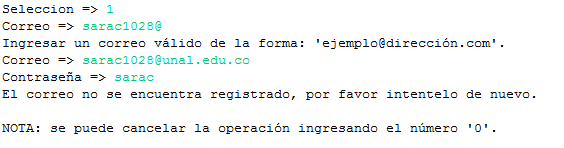 Seleccion => 1
Correo => sarac1028@
Ingresar un correo válido de la forma: 'ejemplo@dirección.com'.
Correo => sarac1028@unal.edu.co
Contraseña => sarac
El correo no se encuentra registrado, por favor intentelo de nuevo.
NOTA: se puede cancelar la operación ingresando el número '0'.